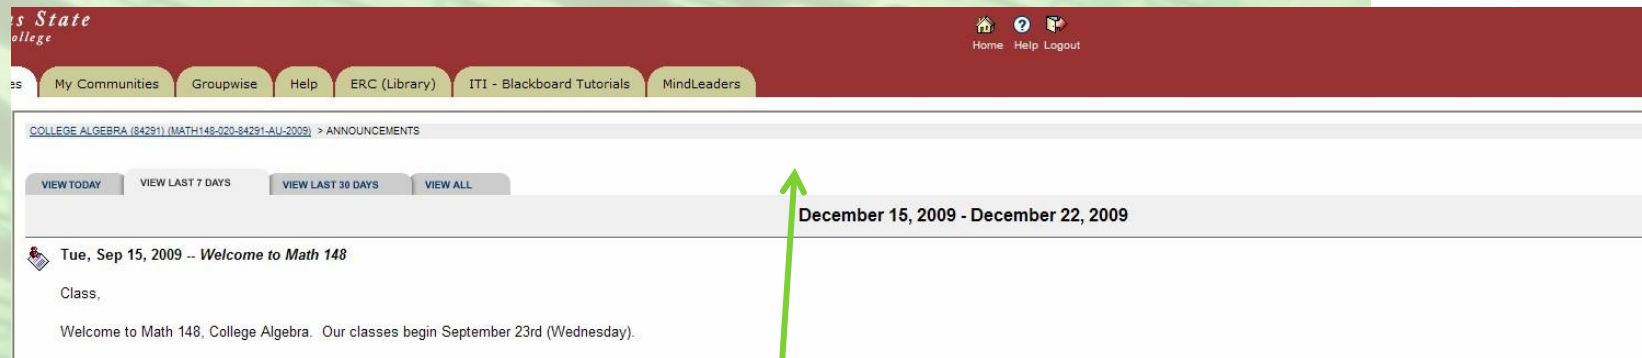 State
Home Help Logout
My Communities Groupwise Help ERC (Library) ITI - Blackboard Tutorials MindLeaders
COLLEGE ALGEBRA (84291) (MATH148-020-84291-AU-2009) > ANNOUNCEMENTS
VIEW TODAY VIEW LAST 7 DAYS VIEW LAST 30 DAYS VIEW ALL
December 15, 2009 - December 22, 2009
Tue, Sep 15, 2009 -- Welcome to Math 148
Class,
Welcome to Math 148, College Algebra. Our classes begin September 23rd (Wednesday).